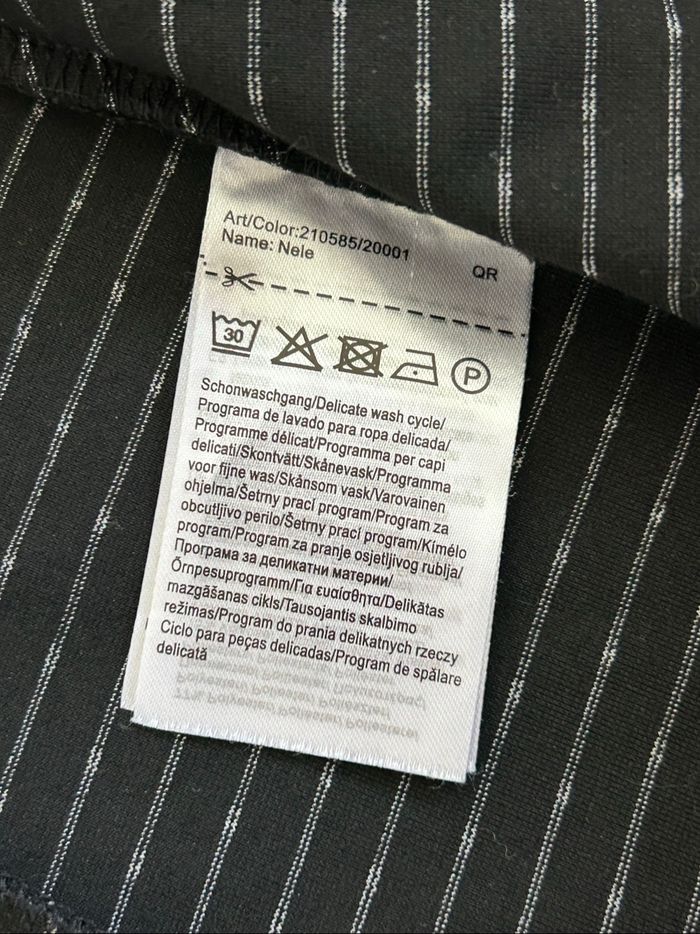 Art/Color:210585/20001
Name: Nele
QR
30
P
Schonwaschgang/Delicate wash cycle/
Programa de lavado para ropa delicada/
Programme délicat/Programma per capi
delicati/Skontvätt/Skånevask/Programma
voor fijne was/Skånsom vask/Varovainen
ohjelma/Šetrny prací program/Program za
obcutljivo perilo/Šetrny prací program/Kímélo
program/Program za pranje osjetljivog rublja/
Програма за деликатни материи/
Õrnpesuprogramm/Για ευαίσθητα/Delikātas
mazgāšanas cikls/Tausojantis skalbimo
režimas/Program do prania delikatnych rzeczy
Ciclo para peças delicadas/Program de spălare
delicată